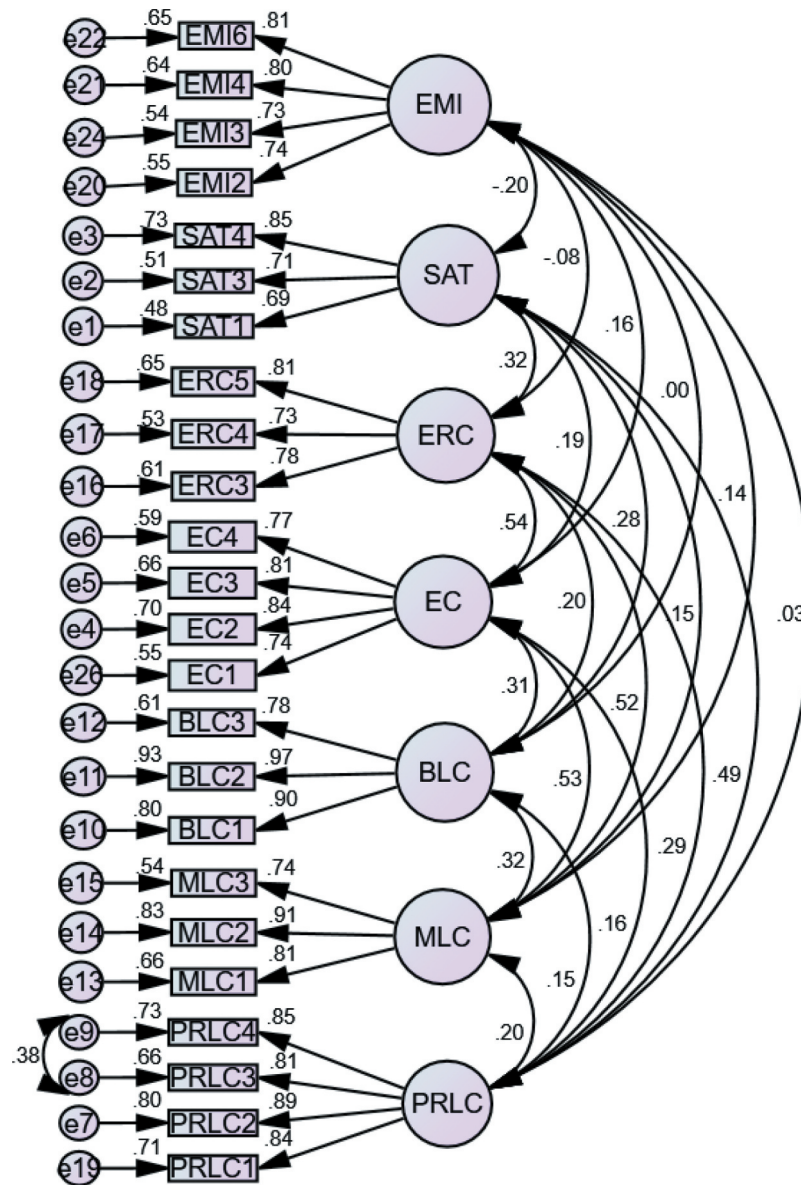 e22 .65 EMI6 .81
e21 .64 EMI4 .80 EMI
e24 .54 EMI3 .73
e20 .55 EMI2 .74
-.20
e3 .73 SAT4 .85
-.08
e2 .51 SAT3 .71 SAT
e1 .48 SAT1 .69
.16
.32
e18 .65 ERC5 .81
.00
e17 .53 ERC4 .73 ERC
.19
e16 .61 ERC3 .78
.14
.28
.54
e6 .59 EC4 .77
e5 .66 EC3 .81 EC
.20
.15
.03
e4 .70 EC2 .84
e26 .55 EC1 .74
.31
.52
e12 .61 BLC3 .78
e11 .93 BLC2 .97 BLC
.53
.49
e10 .80 BLC1 .90
.32
.29
e15 .54 MLC3 .74
e14 .83 MLC2 .91 MLC
.16
e13 .66 MLC1 .81
.15
.20
e9 .73 PRLC4 .85
.38
e8 .66 PRLC3 .81 PRLC
e7 .80 PRLC2 .89
e19 .71 PRLC1 .84